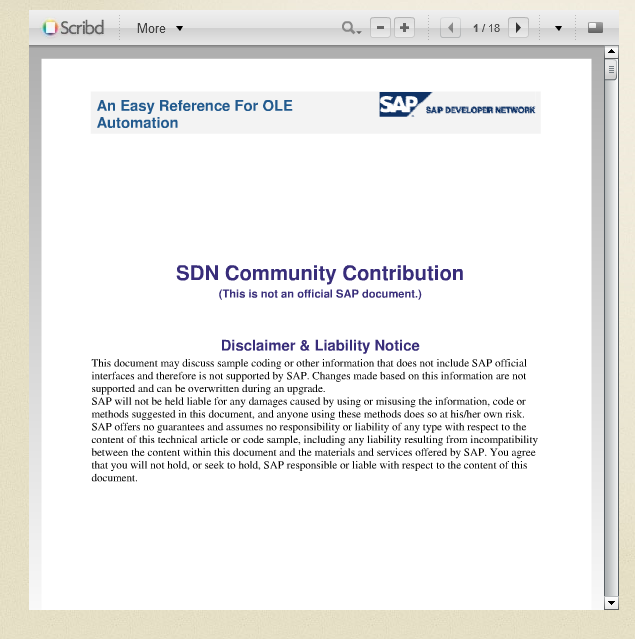 Scribd
More
1 / 18
An Easy Reference For OLE
Automation
SAP
SAP DEVELOPER NETWORK
SDN Community Contribution
(This is not an official SAP document.)
Disclaimer & Liability Notice
This document may discuss sample coding or other information that does not include SAP official
interfaces and therefore is not supported by SAP. Changes made based on this information are not
supported and can be overwritten during an upgrade.
SAP will not be held liable for any damages caused by using or misusing the information, code or
methods suggested in this document, and anyone using these methods does so at his/her own risk.
SAP offers no guarantees and assumes no responsibility or liability of any type with respect to the
content of this technical article or code sample, including any liability resulting from incompatibility
between the content within this document and the materials and services offered by SAP. You agree
that you will not hold, or seek to hold, SAP responsible or liable with respect to the content of this
document.